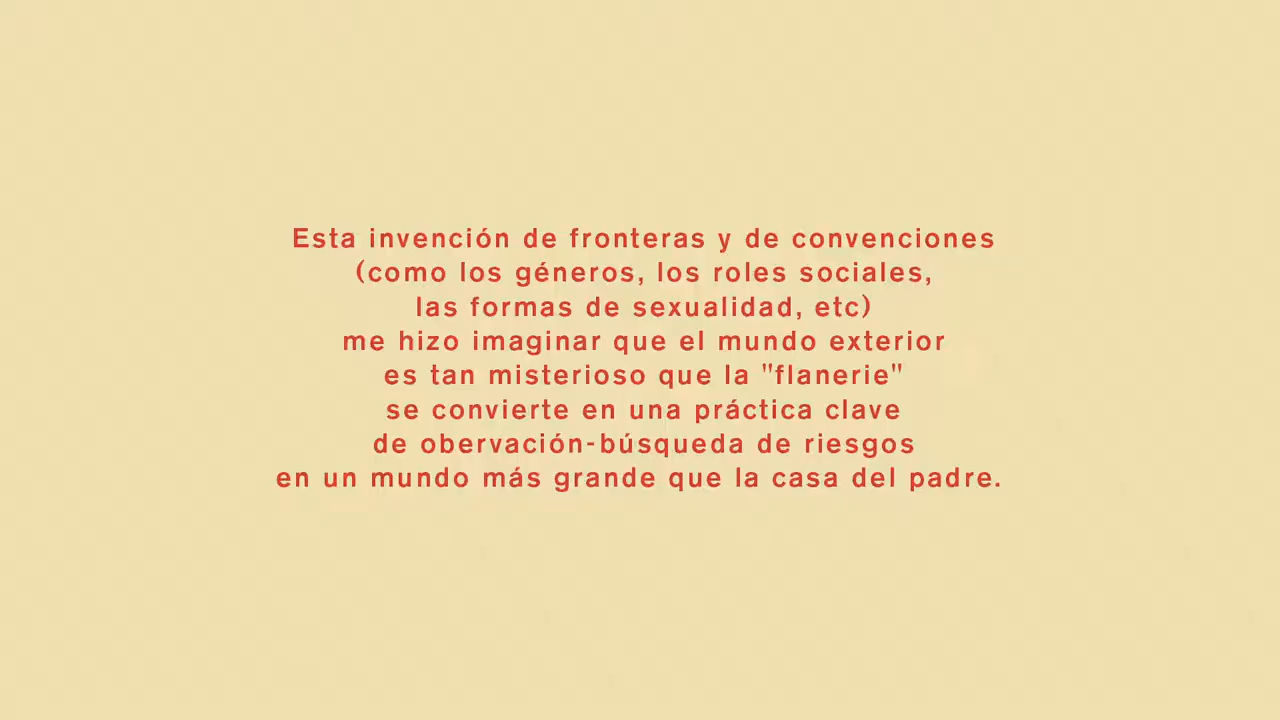 Esta invención de fronteras y de convenciones
(como los géneros, los roles sociales,
las formas de sexualidad, etc)
me hizo imaginar que el mundo exterior
es tan misterioso que la "flanerie"
se convierte en una práctica clave
de obervación-búsqueda de riesgos
en un mundo más grande que la casa del padre.